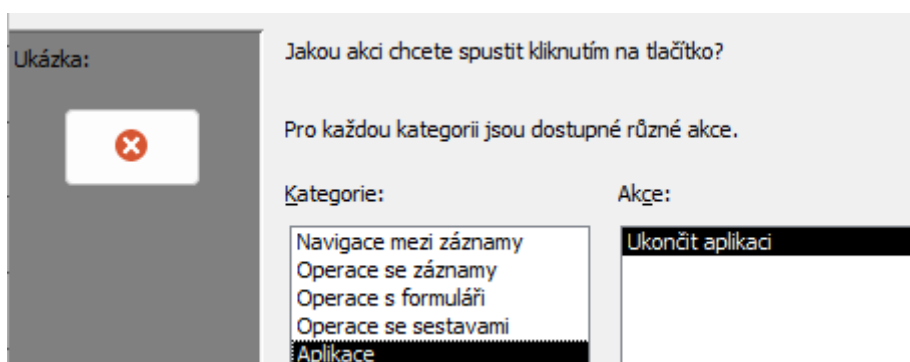 Ukázka:
Jakou akci chcete spustit kliknutím na tlačítko?
Pro každou kategorii jsou dostupné různé akce.
Kategorie:
Navigace mezi záznamy
Operace se záznamy
Operace s formuláři
Operace se sestavami
Aplikace
Akce:
Ukončit aplikaci